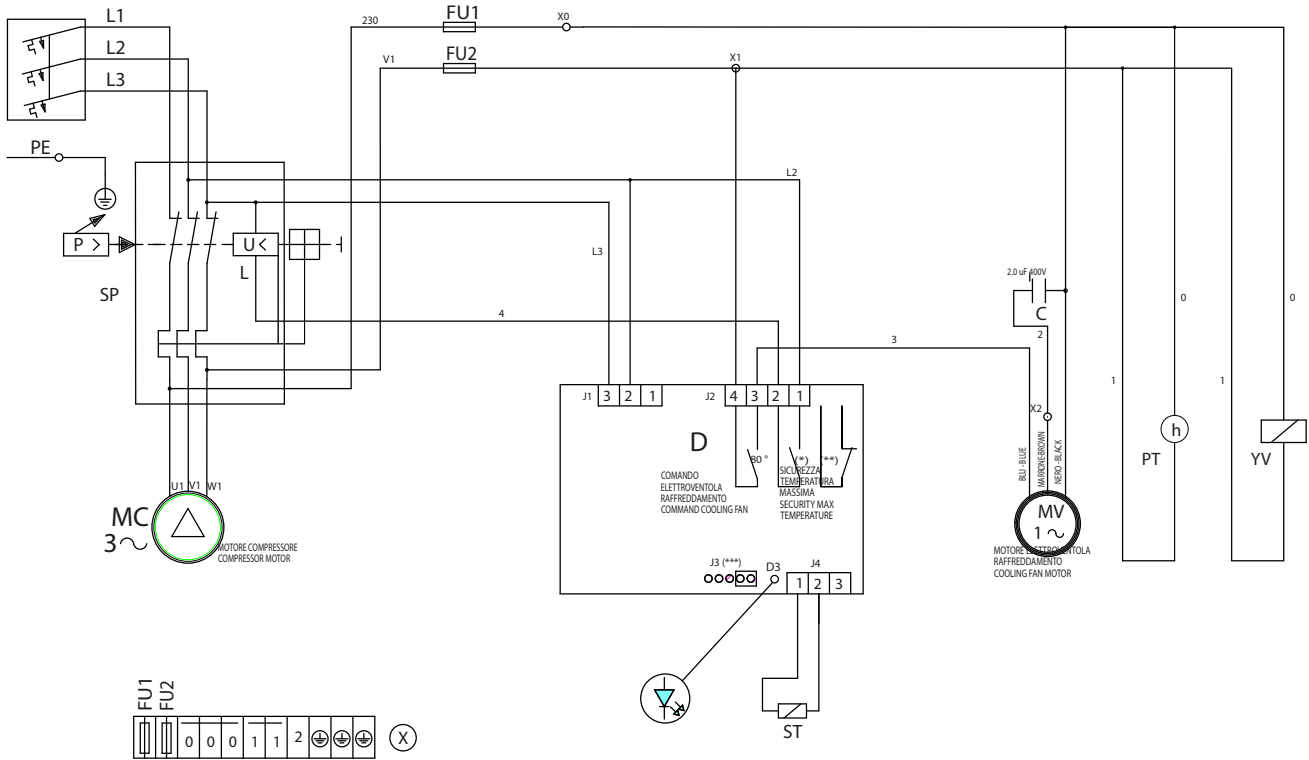 L1
230
FU1
X0
L2
FU2
V1
X1
L3
PE
L2
P >
U<
L
SP
L3
2.0 uF 400V
C
0
0
4
2
3
1
1
J1 3 2 1
J2 4 3 2 1
D
80 °
(*)
(**)
COMANDO
ELETTROVENTOLA
RAFFREDDAMENTO
COMMAND COOLING FAN
SICUREZZA
TEMPERATURA
MASSIMA
SECURITY MAX
TEMPERATURE
X2
BLU - BLUE
MARRONE-BROWN
NERO - BLACK
h
PT
YV
U1 V1 W1
MC
3
MOTORE COMPRESSORE
COMPRESSOR MOTOR
MV
1
MOTORE ELETTROVENTOLA
RAFFREDDAMENTO
COOLING FAN MOTOR
J3 (***)
D3
J4
1 2 3
ST
FU1
FU2
0 0 0 1 1 2
X